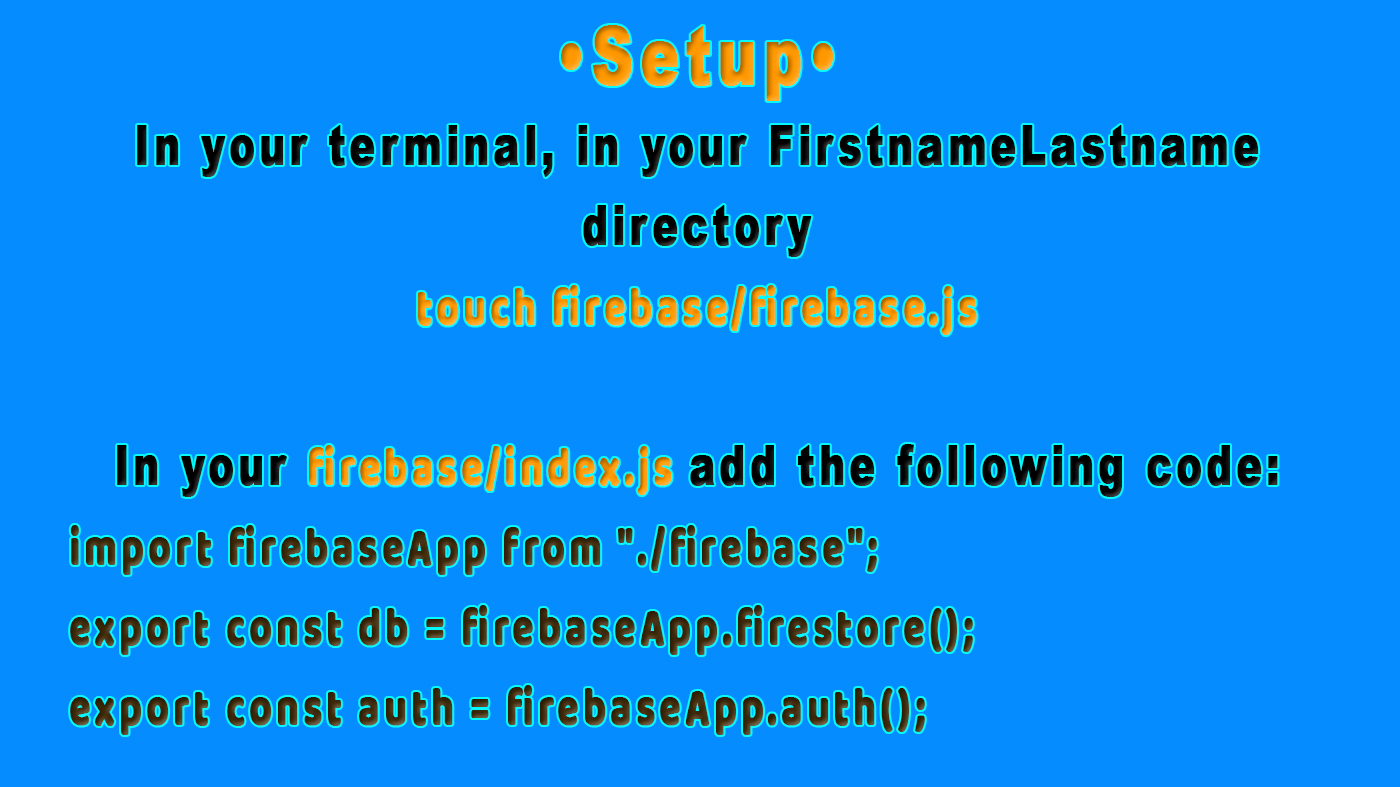 •Setup•
In your terminal, in your FirstnameLastname
directory
touch firebase/firebase.js
In your firebase/index.js add the following code:
import firebaseApp from "./firebase";
export const db = firebaseApp.firestore();
export const auth = firebaseApp.auth();